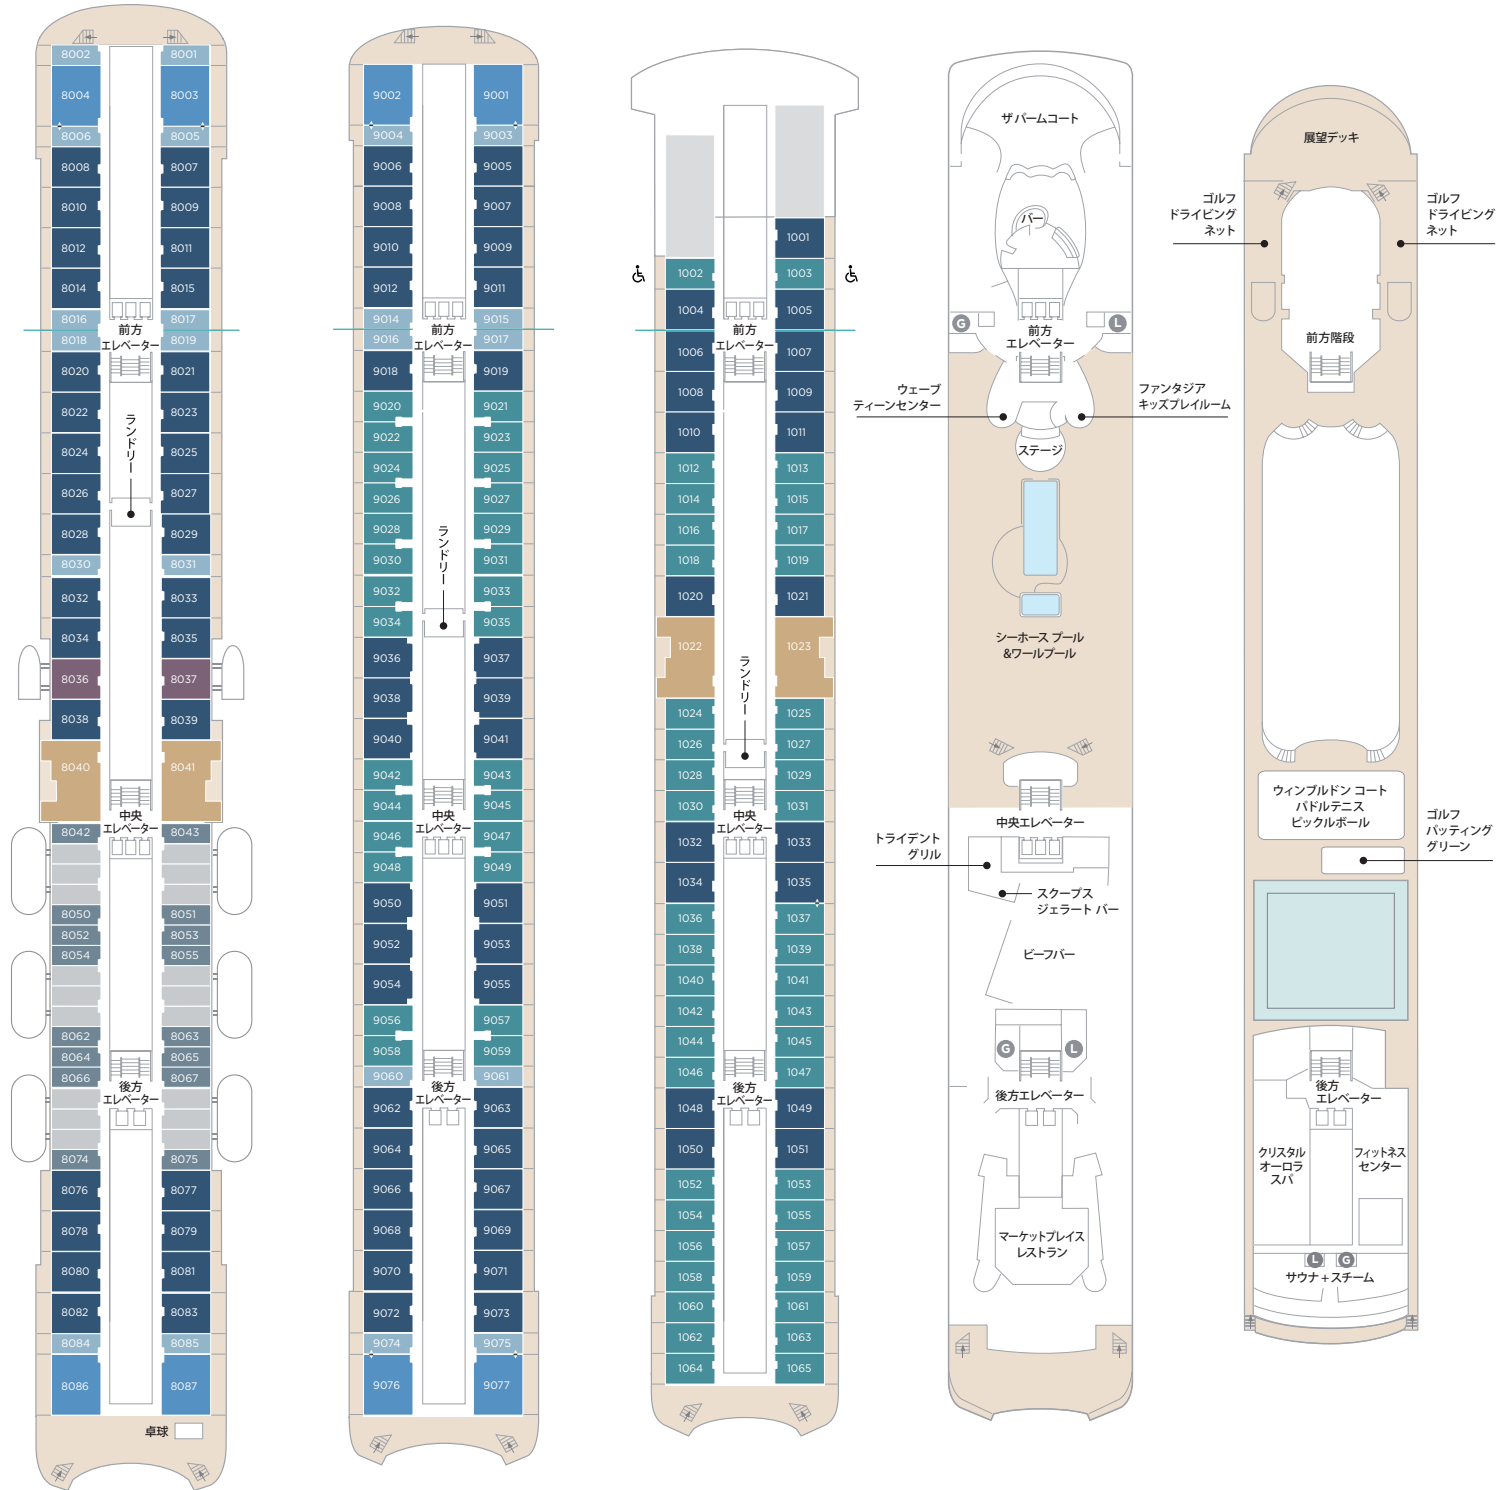 8002
8001
8004
8003
8006
8005
8008
8007
8010
8009
8012
8011
8014
8015
8016
8017
前方
エレベーター
8018
8019
8020
8021
8022
8023
ランドリー
8024
8025
8026
8027
8028
8029
8030
8031
8032
8033
8034
8035
8036
8037
8038
8039
8040
8041
中央
エレベーター
8042
8043
8050
8051
8052
8053
8054
8055
8062
8063
8064
8065
8066
8067
後方
エレベーター
8074
8075
8076
8077
8078
8079
8080
8081
8082
8083
8084
8085
8086
8087
卓球
9002
9001
9004
9003
9006
9005
9008
9007
9010
9009
9012
9011
9014
9015
前方
エレベーター
9016
9017
9018
9019
9020
9021
9022
9023
9024
9025
9026
9027
9028
9029
ランドリー
9030
9031
9032
9033
9034
9035
9036
9037
9038
9039
9040
9041
9042
9043
9044
9045
中央
エレベーター
9046
9047
9048
9049
9050
9051
9052
9053
9054
9055
9056
9057
9058
9059
9060
9061
後方
エレベーター
9062
9063
9064
9065
9066
9067
9068
9069
9070
9071
9072
9073
9074
9075
9076
9077
1001
1002
1003
1004
1005
前方
エレベーター
1006
1007
1008
1009
1010
1011
1012
1013
1014
1015
1016
1017
1018
1019
1020
1021
1022
1023
ランドリー
1024
1025
1026
1027
1028
1029
1030
1031
中央
エレベーター
1032
1033
1034
1035
1036
1037
1038
1039
1040
1041
1042
1043
1044
1045
1046
1047
後方
エレベーター
1048
1049
1050
1051
1052
1053
1054
1055
1056
1057
1058
1059
1060
1061
1062
1063
1064
1065
ザ パームコート
バー
G
L
前方
エレベーター
ウェーブ
ティーンセンター
ファンタジア
キッズプレイルーム
ステージ
シーホース プール
&ワールプール
中央エレベーター
トライデント
グリル
スクープス
ジェラート バー
ビーフバー
G
L
後方エレベーター
マーケットプレイス
レストラン
展望デッキ
ゴルフ
ドライビング
ネット
ゴルフ
ドライビング
ネット
前方階段
ウィンブルドン コート
パドルテニス
ピックルボール
ゴルフ
パッティング
グリーン
後方
エレベーター
クリスタル
オーロラ
スパ
フィットネス
センター
L
G
サウナ + スチーム